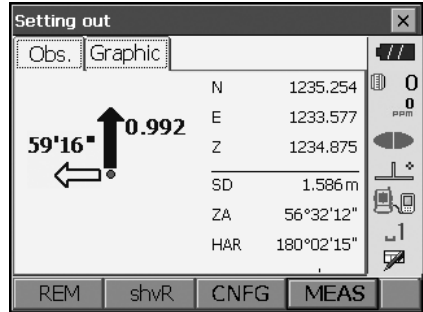 Setting out
Obs. Graphic
N 1235.254
E 1233.577
Z 1234.875
59'16" 0.992
SD 1.586m
ZA 56°32'12"
HAR 180°02'15"
0
0
ppm
1
REM shvR CNFG MEAS